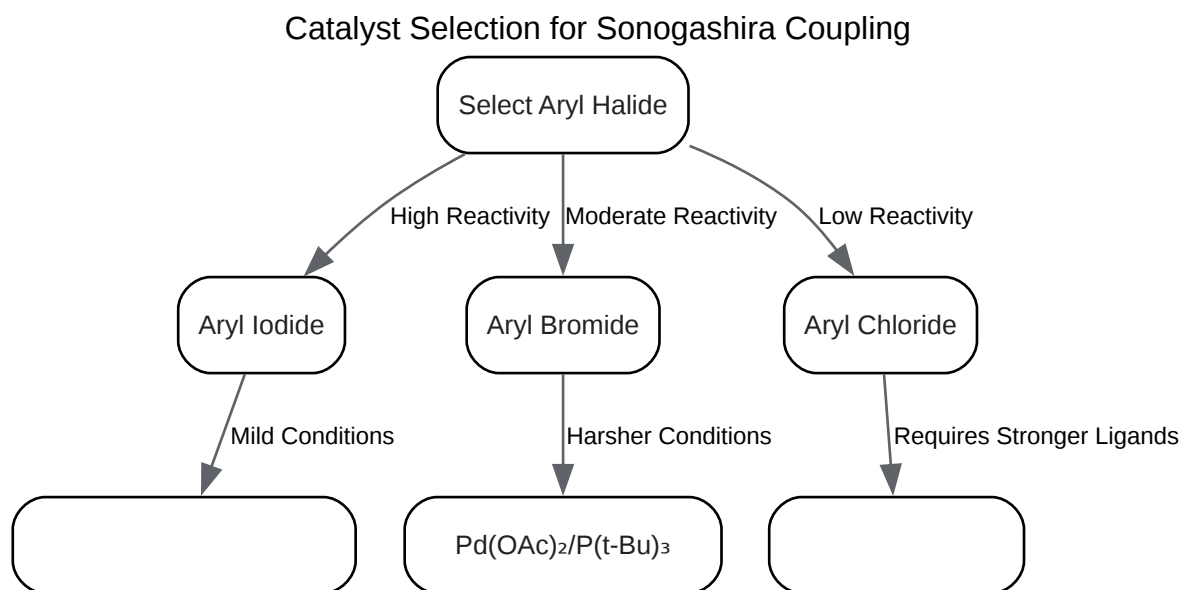 Catalyst Selection for Sonogashira Coupling
Select Aryl Halide
High Reactivity
Moderate Reactivity
Low Reactivity
Aryl Iodide
Aryl Bromide
Aryl Chloride
Mild Conditions
Harsher Conditions
Requires Stronger Ligands
Pd(OAc)₂/P(t-Bu)₃